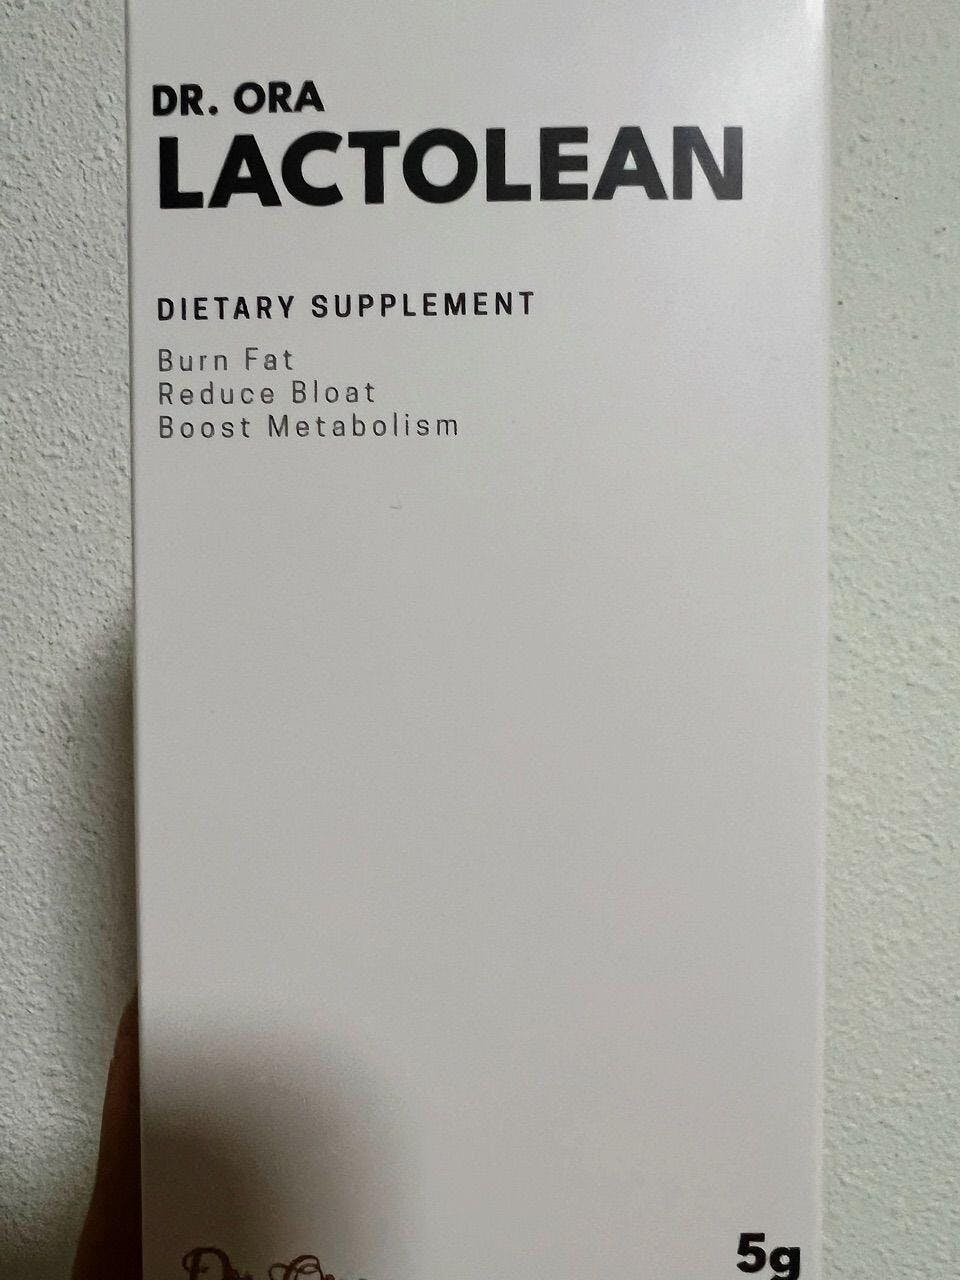 DR. ORA
LACTOLEAN
DIETARY SUPPLEMENT
Burn Fat
Reduce Bloat
Boost Metabolism
5g